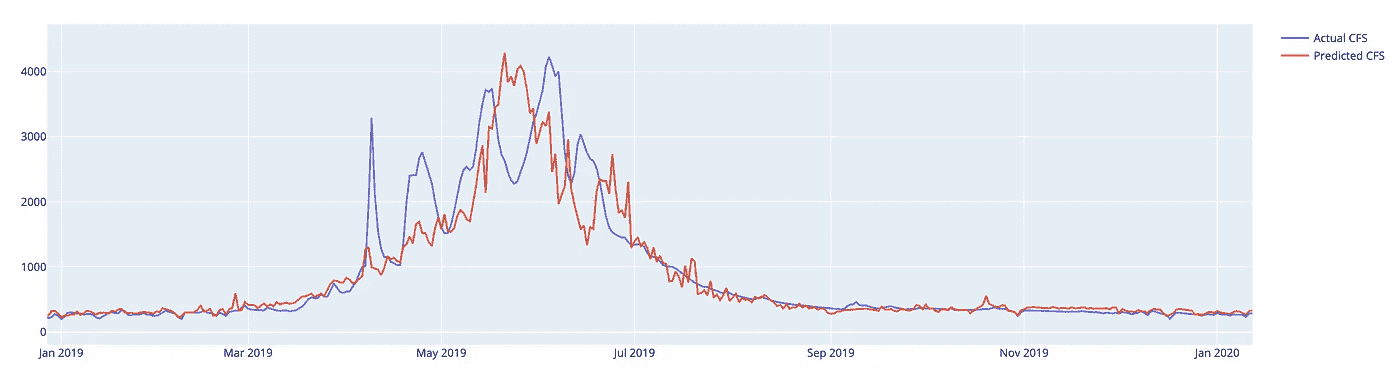 Actual CFS
Predicted CFS
4000
3000
2000
1000
0
Jan 2019
Mar 2019
May 2019
Jul 2019
Sep 2019
Nov 2019
Jan 2020